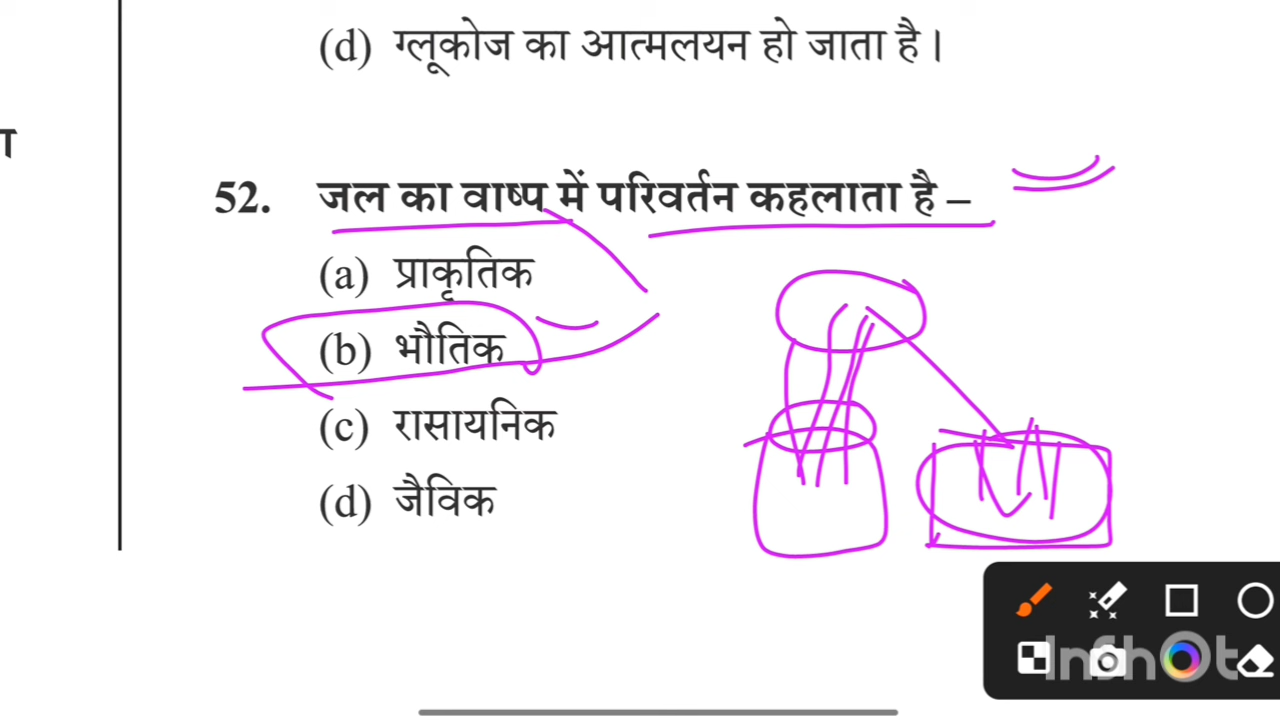 (d) ग्लूकोज का आत्मलयन हो जाता है।
ा
52. जल का वाष्प में परिवर्तन कहलाता है –
(a) प्राकृतिक
(b) भौतिक
(c) रासायनिक
(d) जैविक
InShOt